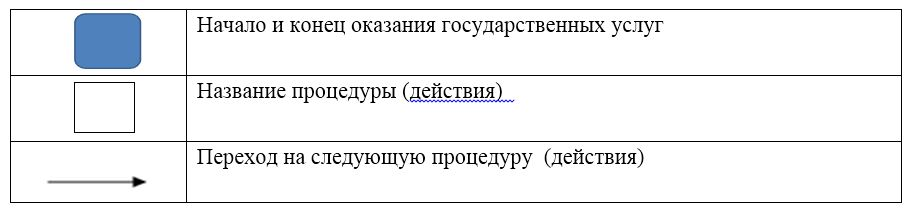 Начало и конец оказания государственных услуг
Название процедуры (действия)
Переход на следующую процедуру (действия)